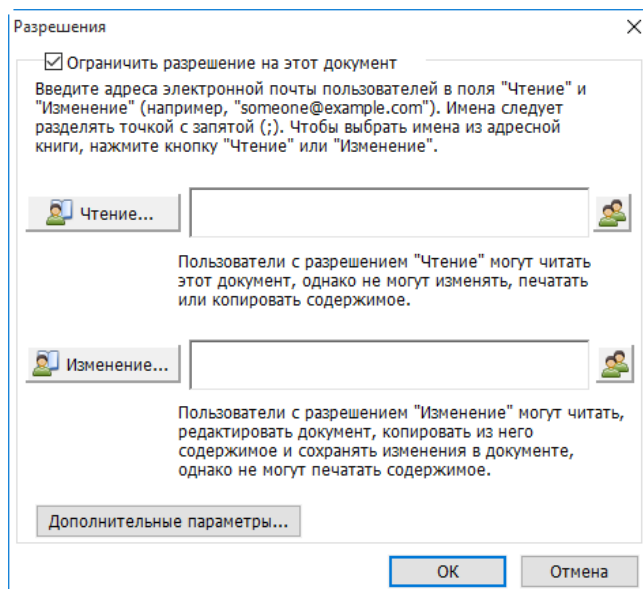 Разрешения
Ограничить разрешение на этот документ
Введите адреса электронной почты пользователей в поля "Чтение" и
"Изменение" (например, "someone@example.com"). Имена следует
разделять точкой с запятой (;). Чтобы выбрать имена из адресной
книги, нажмите кнопку "Чтение" или "Изменение".
Чтение...
Пользователи с разрешением "Чтение" могут читать
этот документ, однако не могут изменять, печатать
или копировать содержимое.
Изменение...
Пользователи с разрешением "Изменение" могут читать,
редактировать документ, копировать из него
содержимое и сохранять изменения в документе,
однако не могут печатать содержимое.
Дополнительные параметры...
ОК
Отмена